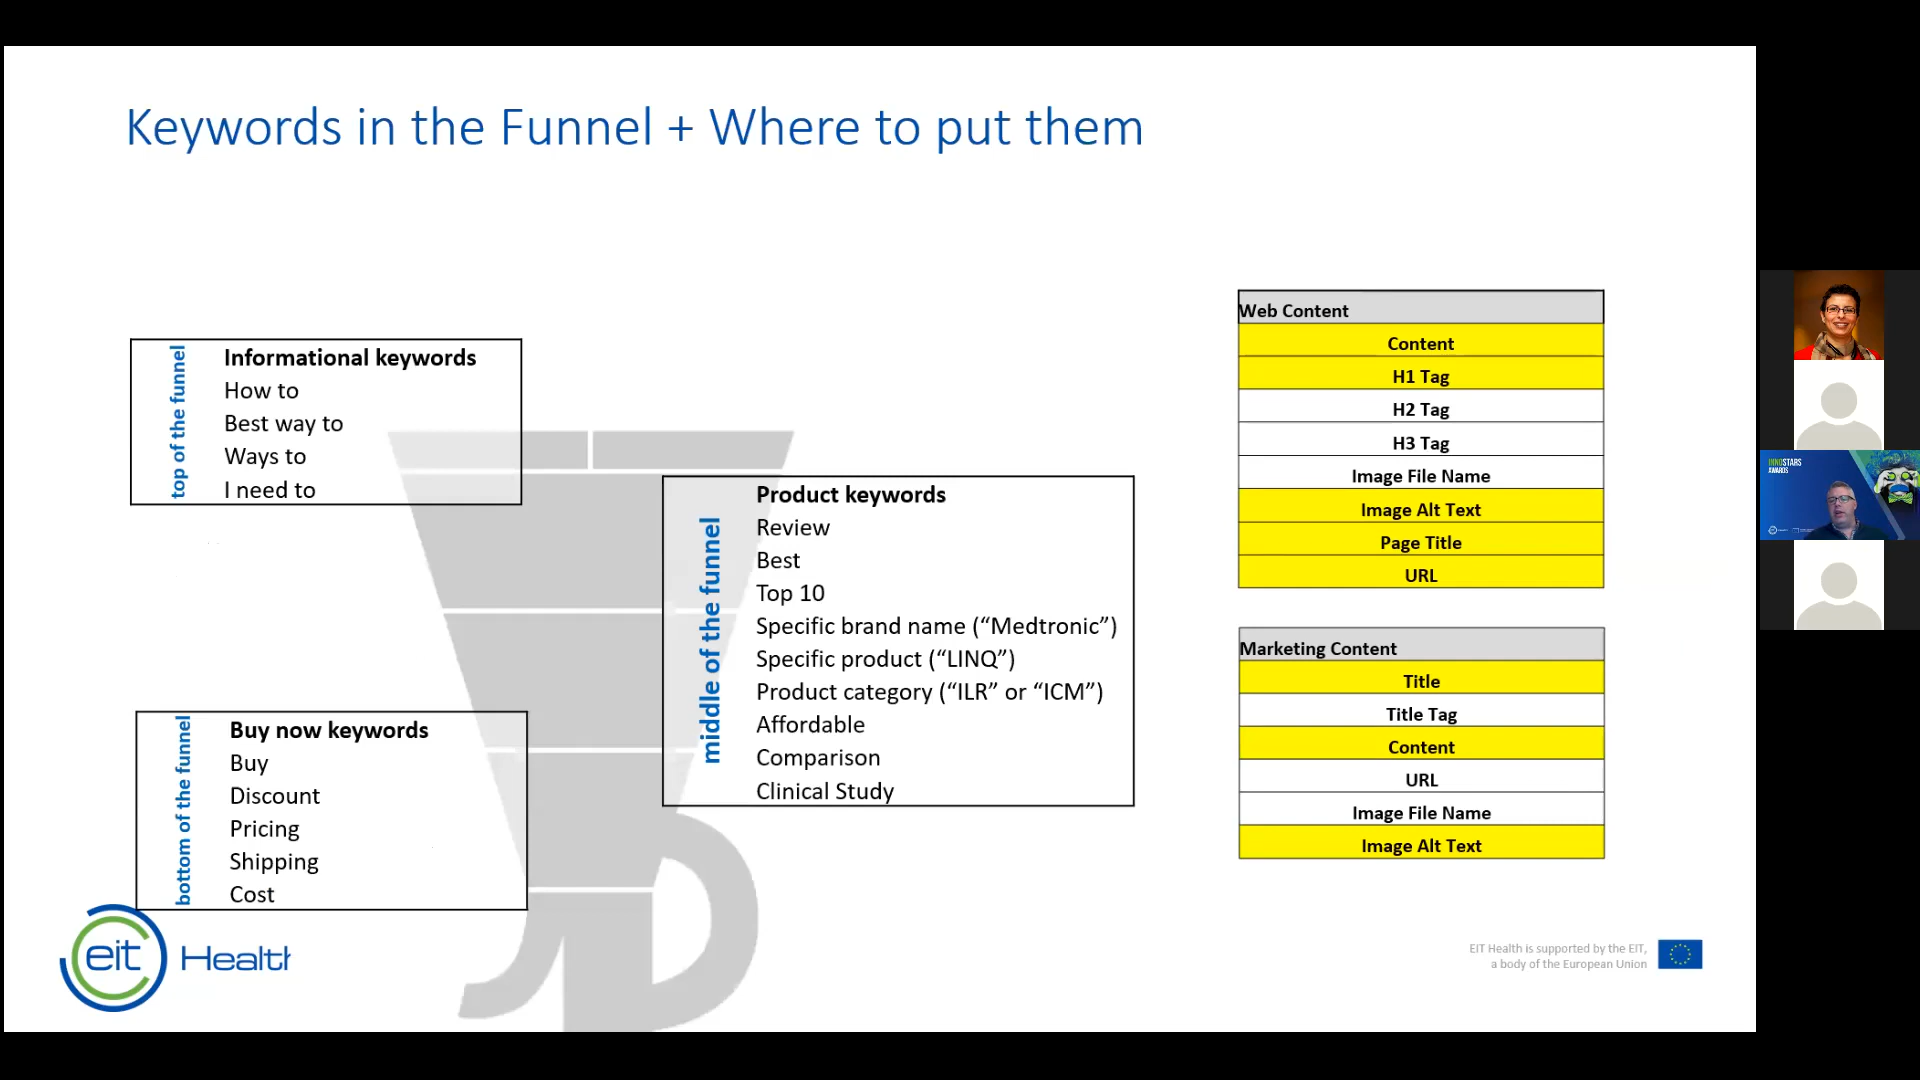 Keywords in the Funnel + Where to put them
top of the funnel
Informational keywords
How to
Best way to
Ways to
I need to
middle of the funnel
Product keywords
Review
Best
Top 10
Specific brand name (“Medtronic”)
Specific product (“LINQ”)
Product category (“ILR” or “ICM”)
Affordable
Comparison
Clinical Study
bottom of the funnel
Buy now keywords
Buy
Discount
Pricing
Shipping
Cost
Web Content
Content
H1 Tag
H2 Tag
H3 Tag
Image File Name
Image Alt Text
Page Title
URL
Marketing Content
Title
Title Tag
Content
URL
Image File Name
Image Alt Text
eit Health
EIT Health is supported by the EIT,
a body of the European Union
INNOSTARS
AWARDS